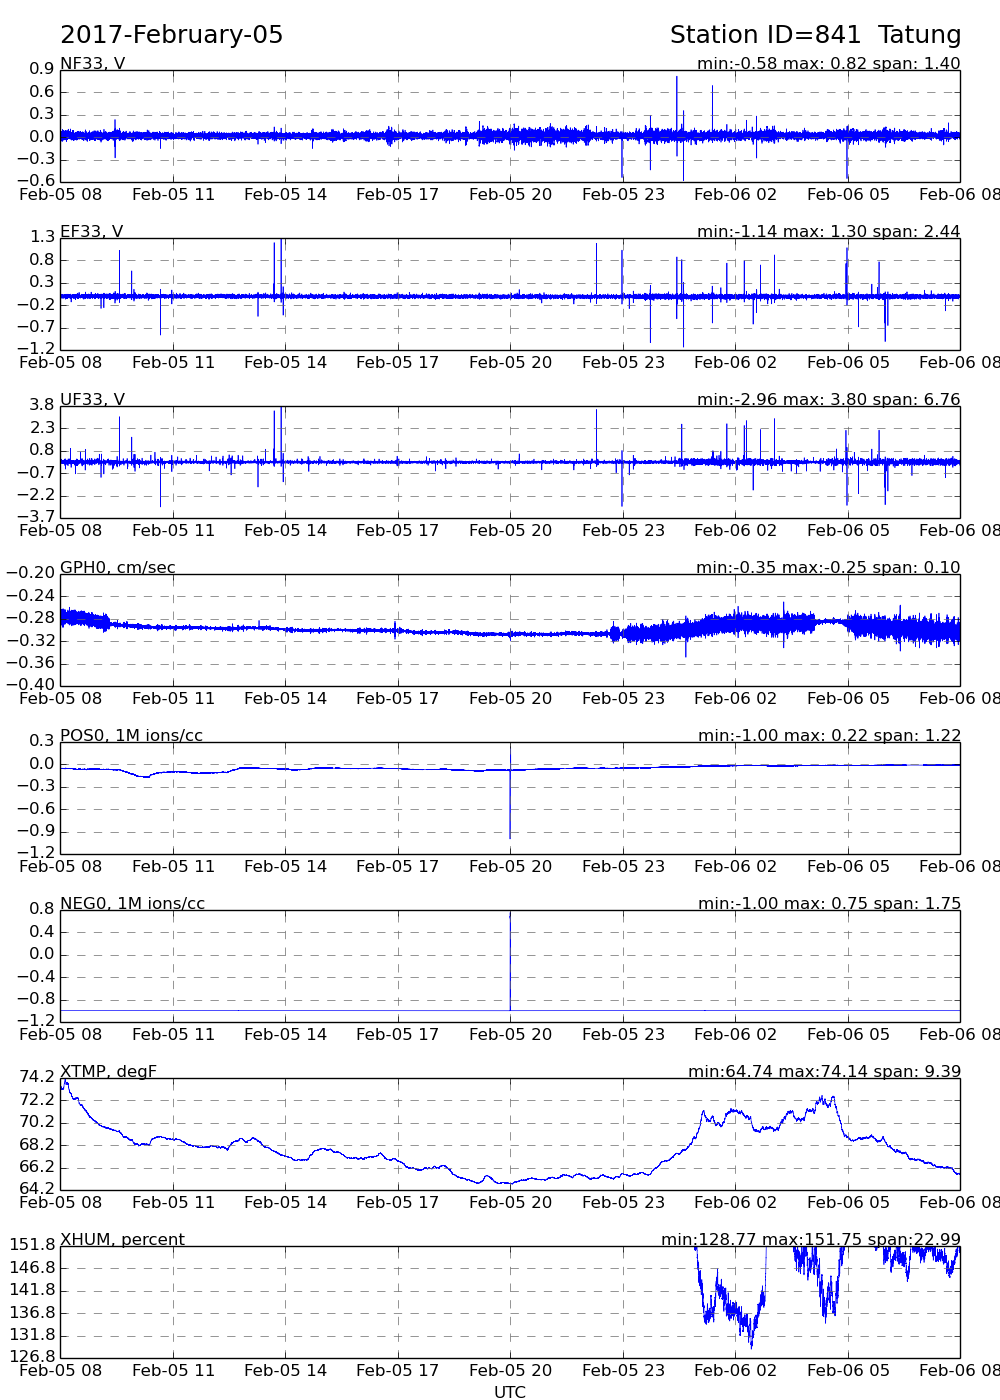 2017-February-05 Station ID=841 Tatung
NF33, V min:-0.58 max: 0.82 span: 1.40
0.9
0.6
0.3
0.0
−0.3
−0.6
Feb-05 08 Feb-05 11 Feb-05 14 Feb-05 17 Feb-05 20 Feb-05 23 Feb-06 02 Feb-06 05 Feb-06 08
EF33, V min:-1.14 max: 1.30 span: 2.44
1.3
0.8
0.3
−0.2
−0.7
−1.2
Feb-05 08 Feb-05 11 Feb-05 14 Feb-05 17 Feb-05 20 Feb-05 23 Feb-06 02 Feb-06 05 Feb-06 08
UF33, V min:-2.96 max: 3.80 span: 6.76
3.8
2.3
0.8
−0.7
−2.2
−3.7
Feb-05 08 Feb-05 11 Feb-05 14 Feb-05 17 Feb-05 20 Feb-05 23 Feb-06 02 Feb-06 05 Feb-06 08
GPH0, cm/sec min:-0.35 max:-0.25 span: 0.10
−0.20
−0.24
−0.28
−0.32
−0.36
−0.40
Feb-05 08 Feb-05 11 Feb-05 14 Feb-05 17 Feb-05 20 Feb-05 23 Feb-06 02 Feb-06 05 Feb-06 08
POS0, 1M ions/cc min:-1.00 max: 0.22 span: 1.22
0.3
0.0
−0.3
−0.6
−0.9
−1.2
Feb-05 08 Feb-05 11 Feb-05 14 Feb-05 17 Feb-05 20 Feb-05 23 Feb-06 02 Feb-06 05 Feb-06 08
NEG0, 1M ions/cc min:-1.00 max: 0.75 span: 1.75
0.8
0.4
0.0
−0.4
−0.8
−1.2
Feb-05 08 Feb-05 11 Feb-05 14 Feb-05 17 Feb-05 20 Feb-05 23 Feb-06 02 Feb-06 05 Feb-06 08
XTMP, degF min:64.74 max:74.14 span: 9.39
74.2
72.2
70.2
68.2
66.2
64.2
Feb-05 08 Feb-05 11 Feb-05 14 Feb-05 17 Feb-05 20 Feb-05 23 Feb-06 02 Feb-06 05 Feb-06 08
XHUM, percent min:128.77 max:151.75 span:22.99
151.8
146.8
141.8
136.8
131.8
126.8
Feb-05 08 Feb-05 11 Feb-05 14 Feb-05 17 Feb-05 20 Feb-05 23 Feb-06 02 Feb-06 05 Feb-06 08
UTC